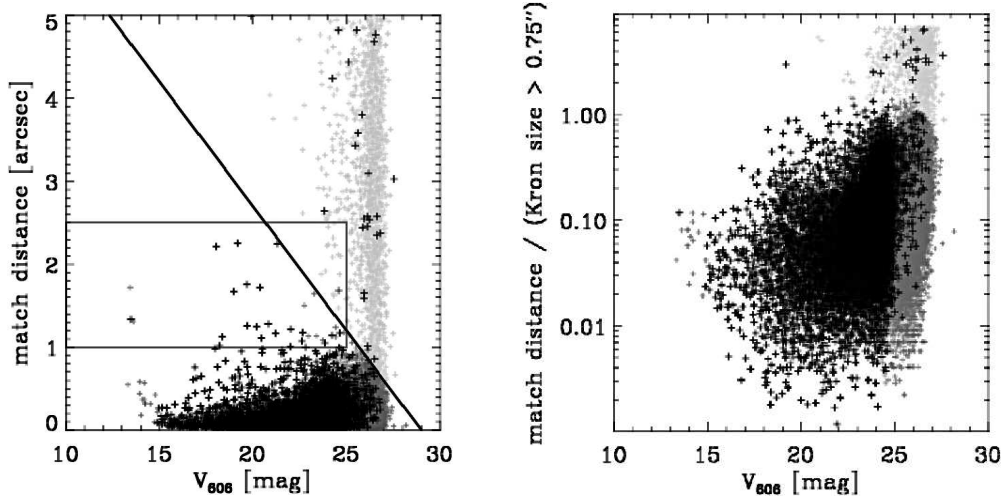 match distance [arcsec]
5
4
3
2
1
0
10 15 20 25 30
V₆₀₆ [mag]
match distance / (Kron size > 0.75")
1.00
0.10
0.01
10 15 20 25 30
V₆₀₆ [mag]